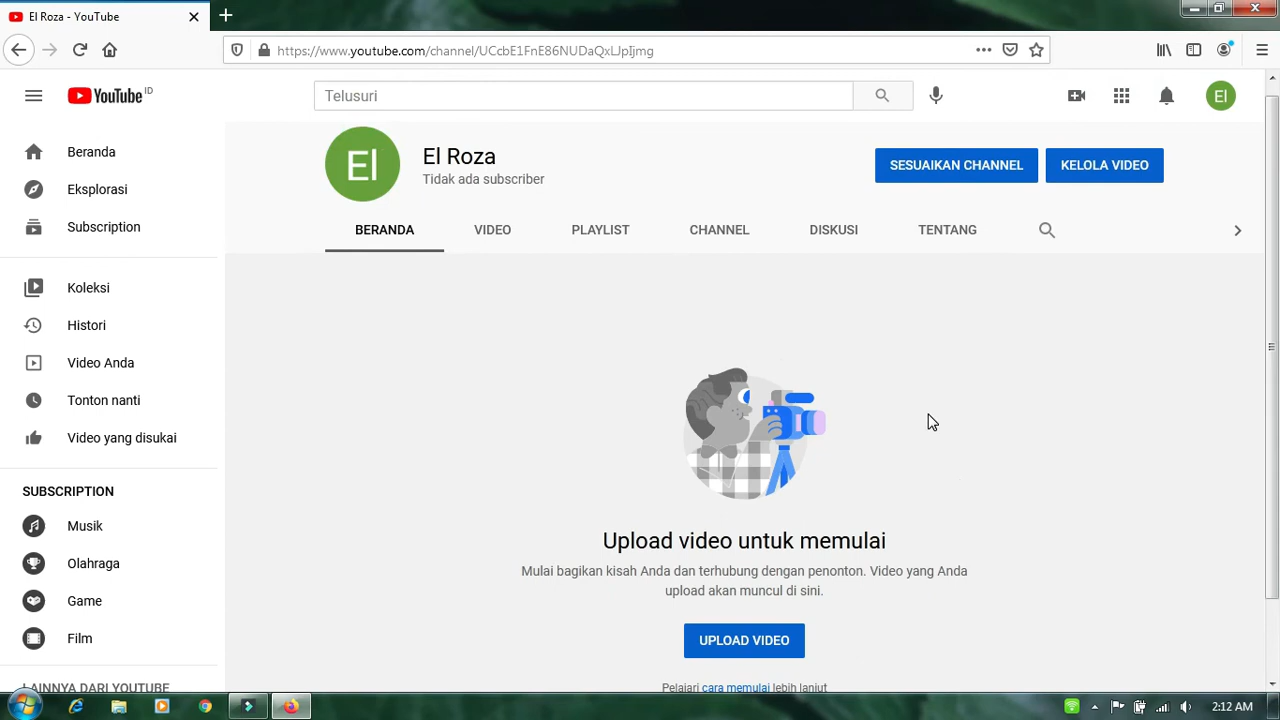 El Roza - YouTube
https://www.youtube.com/channel/UCcbE1FnE86NUDaQxLJpIjmg
YouTube ID
Telusuri
El
Beranda
Eksplorasi
Subscription
Koleksi
Histori
Video Anda
Tonton nanti
Video yang disukai
SUBSCRIPTION
Musik
Olahraga
Game
Film
LAINNYA DARI YOUTUBE
El
El Roza
Tidak ada subscriber
SESUAIKAN CHANNEL
KELOLA VIDEO
BERANDA VIDEO PLAYLIST CHANNEL DISKUSI TENTANG
Upload video untuk memulai
Mulai bagikan kisah Anda dan terhubung dengan penonton. Video yang Anda
upload akan muncul di sini.
UPLOAD VIDEO
Pelajari cara memulai lebih lanjut
2:12 AM